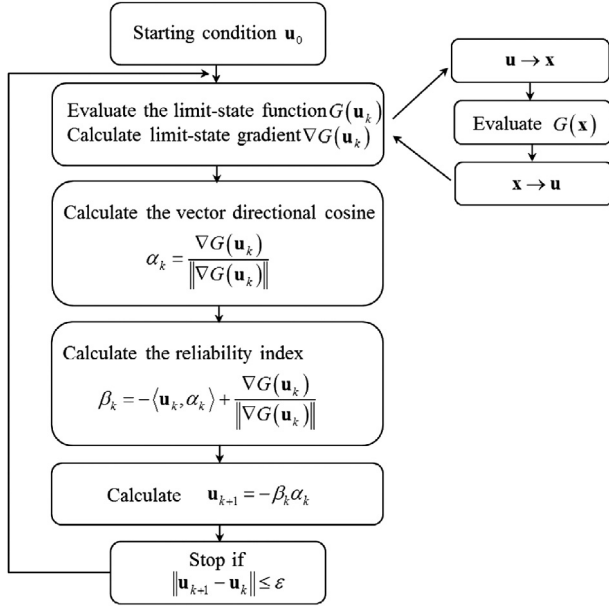 Starting condition u₀
Evaluate the limit-state function G(uₖ)
Calculate limit-state gradient ∇G(uₖ)
u → x
Evaluate G(x)
x → u
Calculate the vector directional cosine
αₖ = ∇G(uₖ) / ‖∇G(uₖ)‖
Calculate the reliability index
βₖ = −⟨uₖ, αₖ⟩ + ∇G(uₖ) / ‖∇G(uₖ)‖
Calculate uₖ₊₁ = −βₖαₖ
Stop if
‖uₖ₊₁ − uₖ‖ ≤ ε